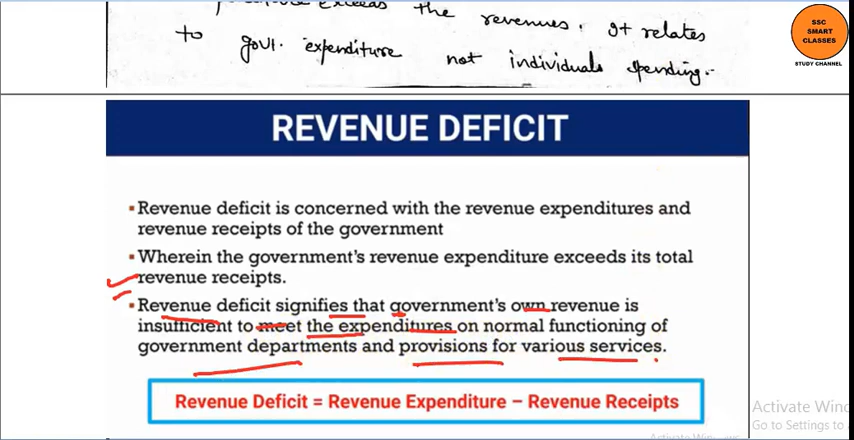 exceeds the revenues. It relates
to govt. expenditure not individuals spending.
SSC
SMART
CLASSES
STUDY CHANNEL
REVENUE DEFICIT
▪ Revenue deficit is concerned with the revenue expenditures and
revenue receipts of the government
▪ Wherein the government's revenue expenditure exceeds its total
revenue receipts.
▪ Revenue deficit signifies that government's own revenue is
insufficient to meet the expenditures on normal functioning of
government departments and provisions for various services.
Revenue Deficit = Revenue Expenditure – Revenue Receipts
Activate Wind
Go to Settings to
Activate Windows